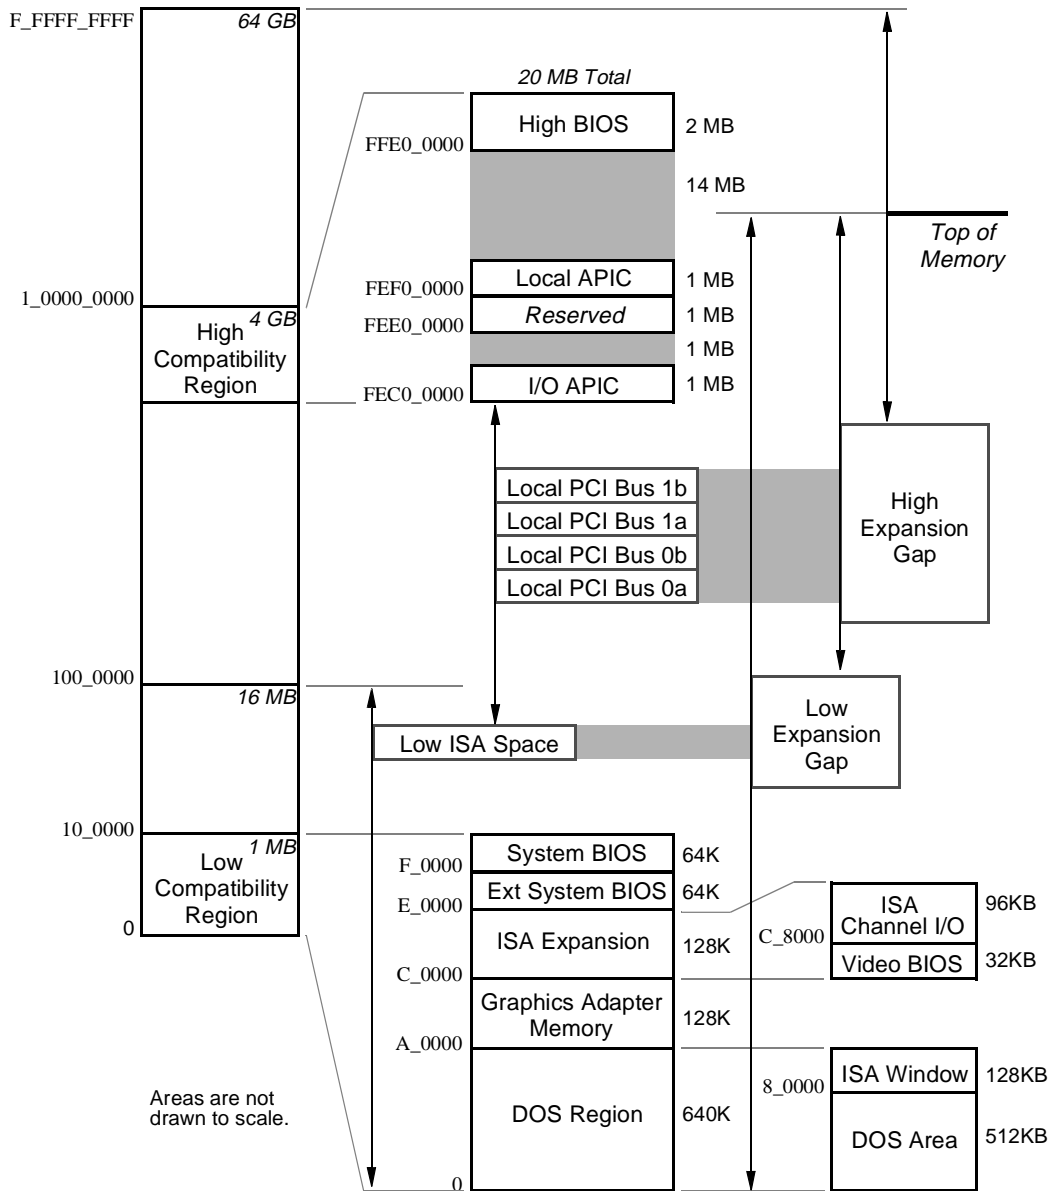 F_FFFF_FFFF
64 GB
20 MB Total
High BIOS
2 MB
FFE0_0000
14 MB
Top of
Memory
Local APIC
1 MB
FEF0_0000
1_0000_0000
4 GB
Reserved
1 MB
FEE0_0000
High
Compatibility
Region
1 MB
I/O APIC
1 MB
FEC0_0000
Local PCI Bus 1b
Local PCI Bus 1a
Local PCI Bus 0b
Local PCI Bus 0a
High
Expansion
Gap
100_0000
16 MB
Low ISA Space
Low
Expansion
Gap
10_0000
1 MB
Low
Compatibility
Region
0
System BIOS
64K
F_0000
Ext System BIOS
64K
E_0000
ISA Expansion
128K
C_0000
Graphics Adapter
Memory
128K
A_0000
DOS Region
640K
0
ISA
Channel I/O
96KB
C_8000
Video BIOS
32KB
ISA Window
128KB
8_0000
DOS Area
512KB
Areas are not
drawn to scale.